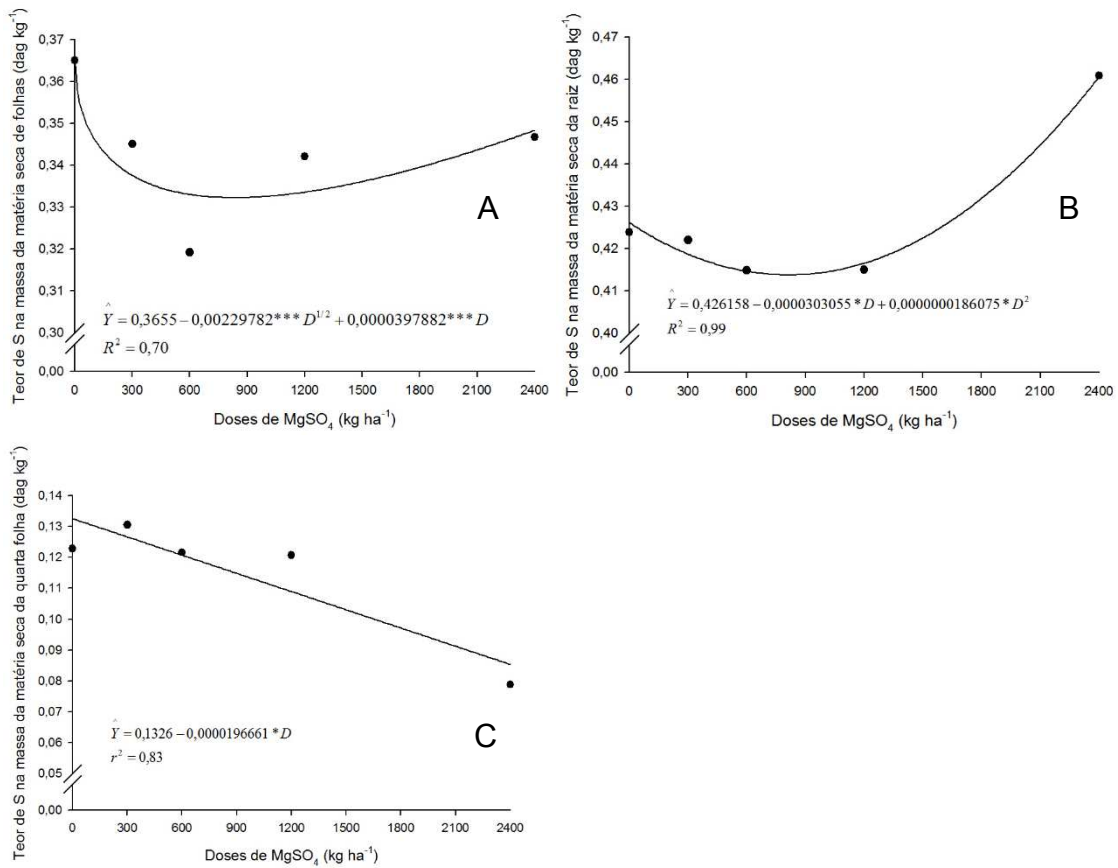 Teor de S na massa da matéria seca de folhas (dag kg⁻¹)
0,37
0,36
0,35
0,34
0,33
0,32
0,31
0,30
0,00
A
Ŷ = 0,3655 – 0,00229782*** D^1/2 + 0,0000397882*** D
R² = 0,70
0 300 600 900 1200 1500 1800 2100 2400
Doses de MgSO₄ (kg ha⁻¹)
Teor de S na massa da matéria seca da raiz (dag kg⁻¹)
0,47
0,46
0,45
0,44
0,43
0,42
0,41
0,40
0,00
B
Ŷ = 0,426158 – 0,0000303055 * D + 0,0000000186075 * D²
R² = 0,99
0 300 600 900 1200 1500 1800 2100 2400
Doses de MgSO₄ (kg ha⁻¹)
Teor de S na massa da matéria seca da quarta folha (dag kg⁻¹)
0,14
0,13
0,12
0,11
0,10
0,09
0,08
0,07
0,06
0,05
0,00
C
Ŷ = 0,1326 – 0,0000196661 * D
r² = 0,83
0 300 600 900 1200 1500 1800 2100 2400
Doses de MgSO₄ (kg ha⁻¹)